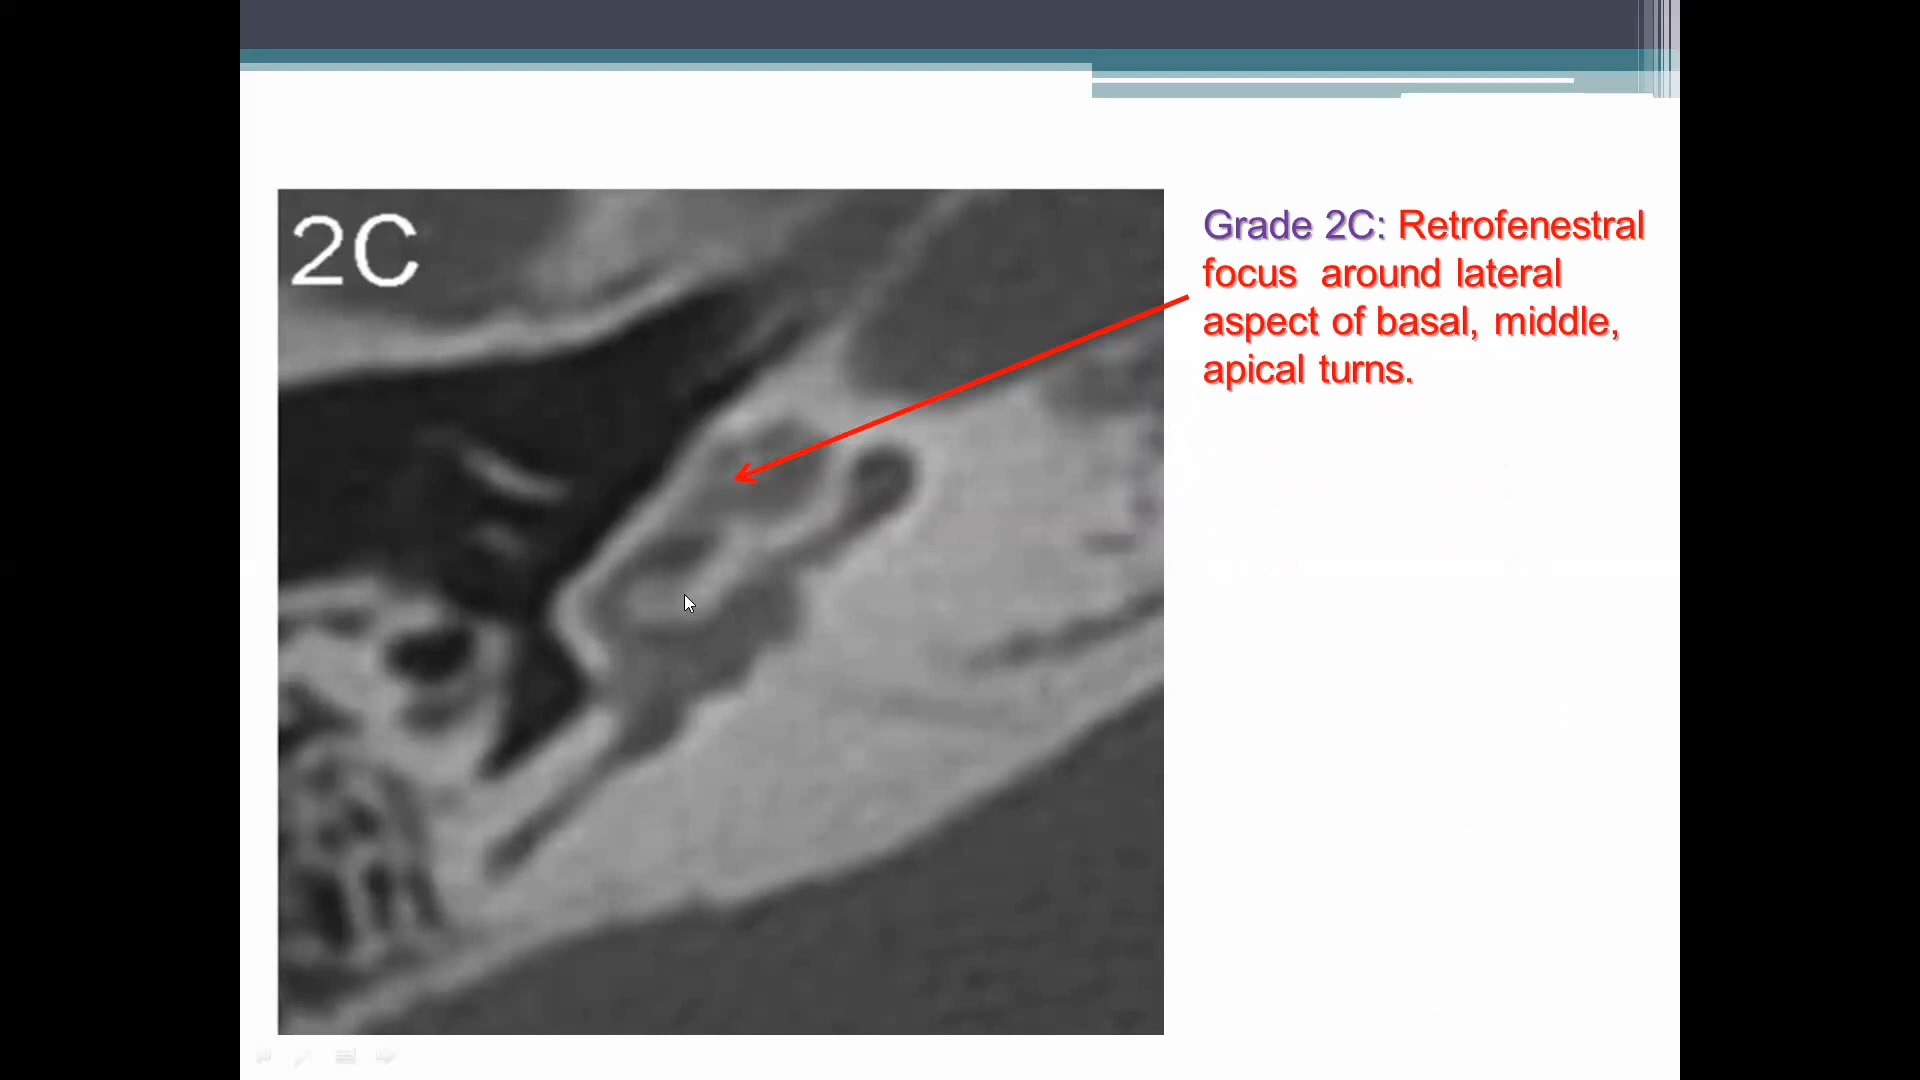 2C
Grade 2C: Retrofenestral
focus around lateral
aspect of basal, middle,
apical turns.